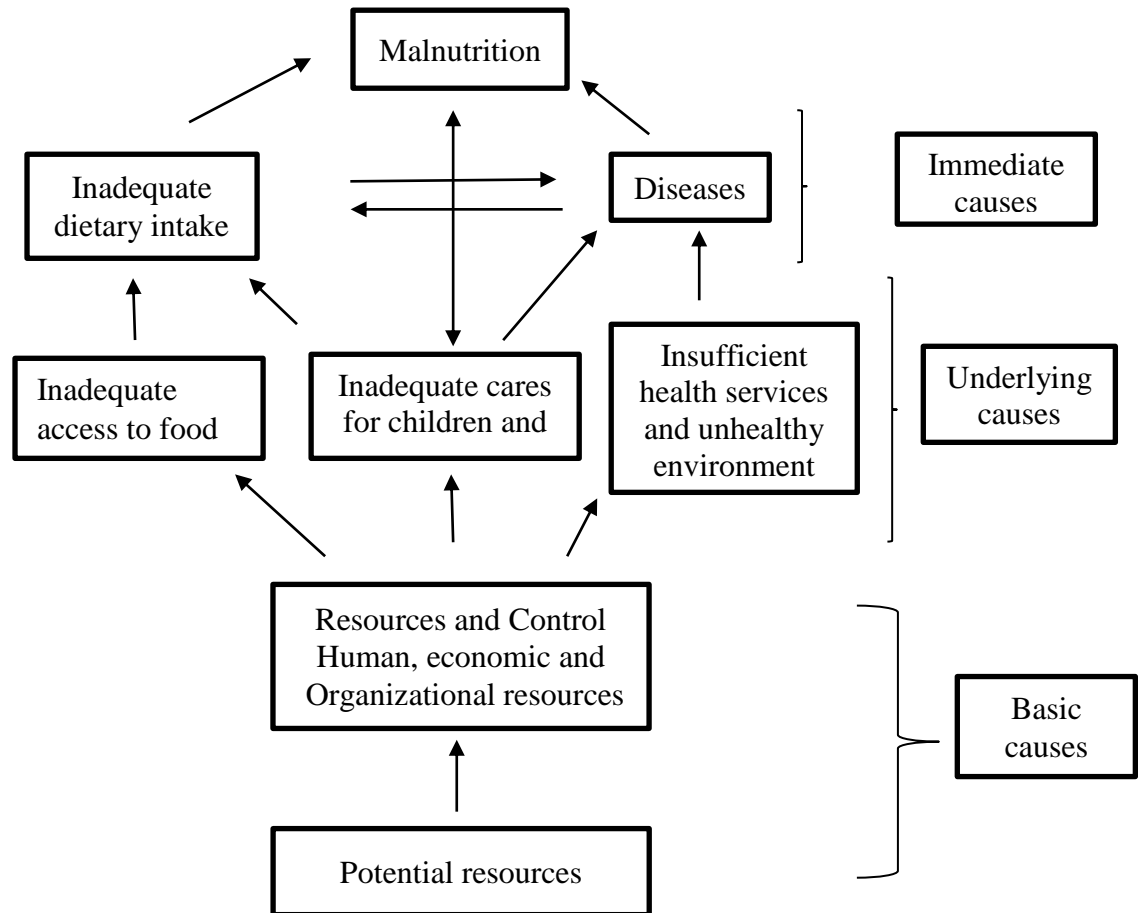 Malnutrition
Inadequate
dietary intake
Diseases
Immediate
causes
Inadequate
access to food
Inadequate cares
for children and
Insufficient
health services
and unhealthy
environment
Underlying
causes
Resources and Control
Human, economic and
Organizational resources
Basic
causes
Potential resources